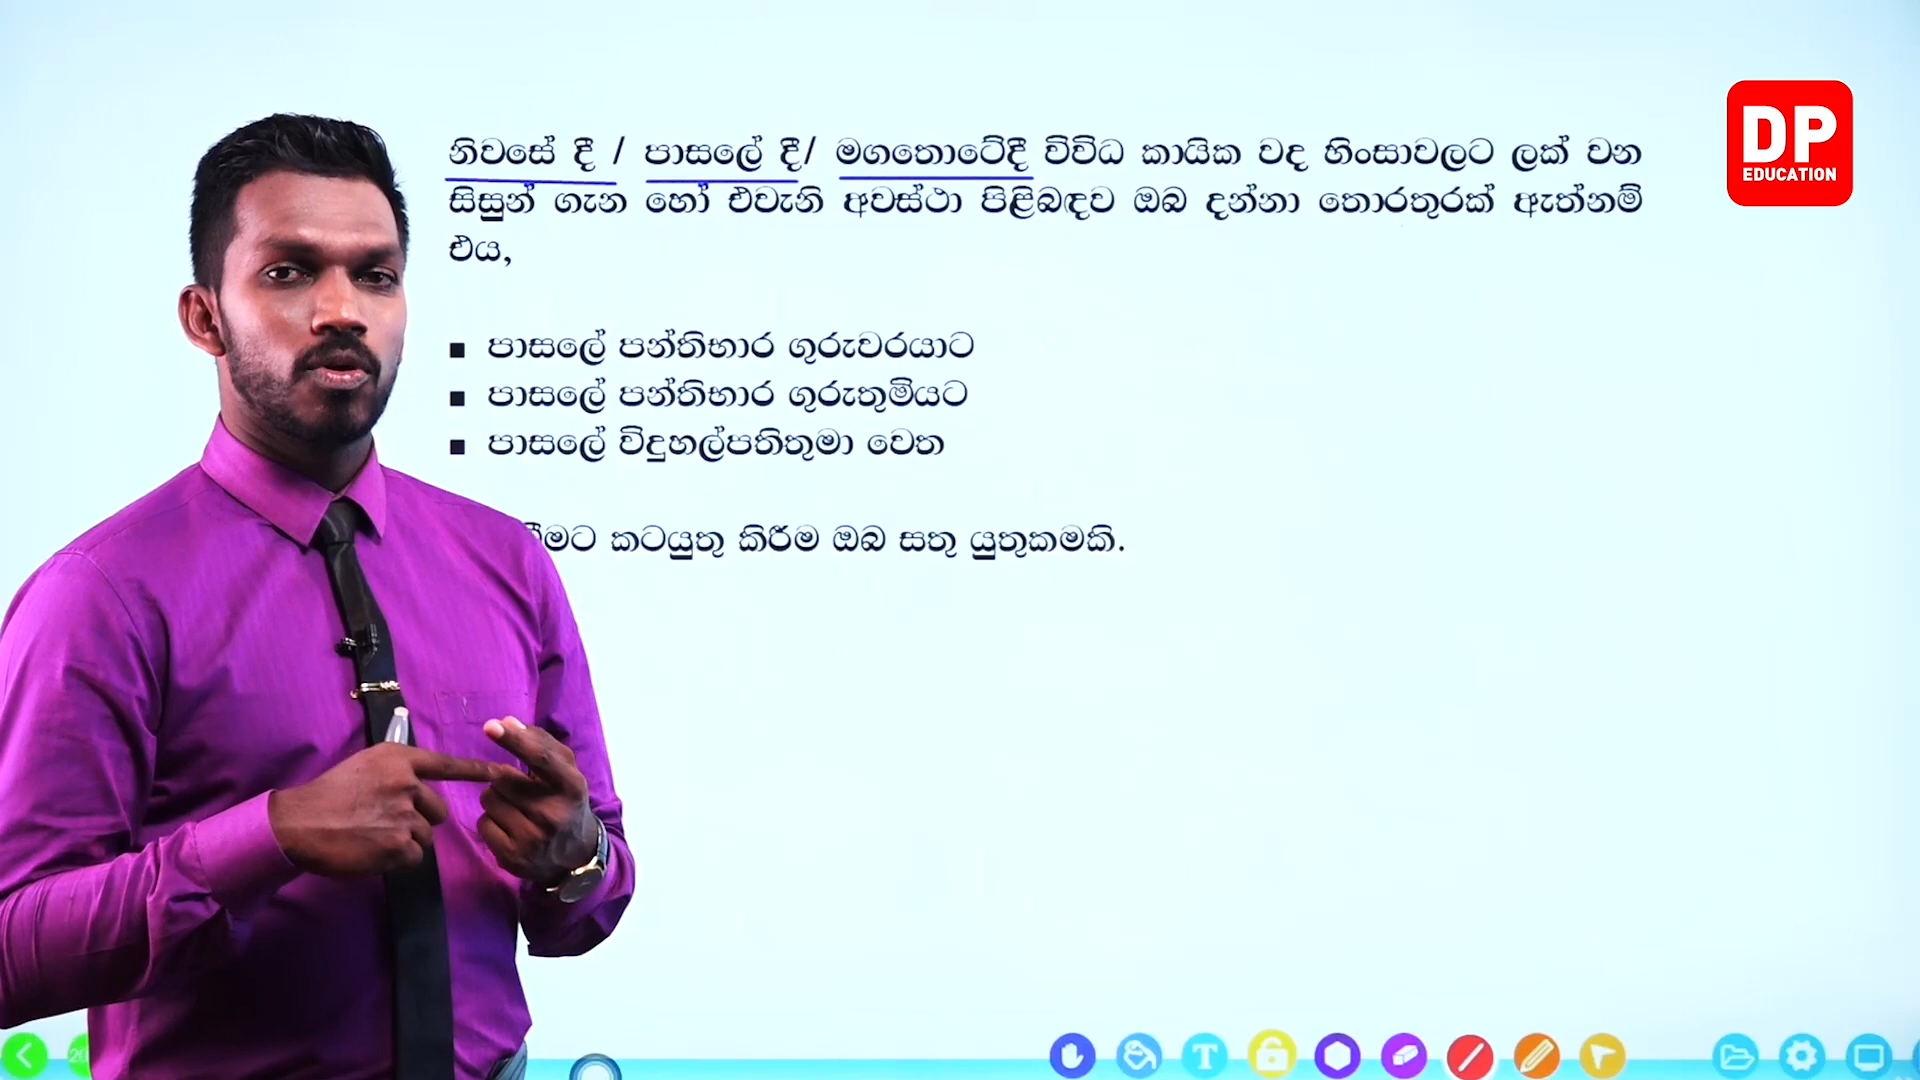 නිවසේ දී / පාසලේ දී/ මගතොටේදී විවිධ කායික වද හිංසාවලට ලක් වන
සිසුන් ගැන හෝ එවැනි අවස්ථා පිළිබඳව ඔබ දන්නා තොරතුරක් ඇත්නම්
එය,
▪ පාසලේ පන්තිභාර ගුරුවරයාට
▪ පාසලේ පන්තිභාර ගුරුතුමියට
▪ පාසලේ විදුහල්පතිතුමා වෙත
කටයුතු කිරීම ඔබ සතු යුතුකමකි.
DP
EDUCATION